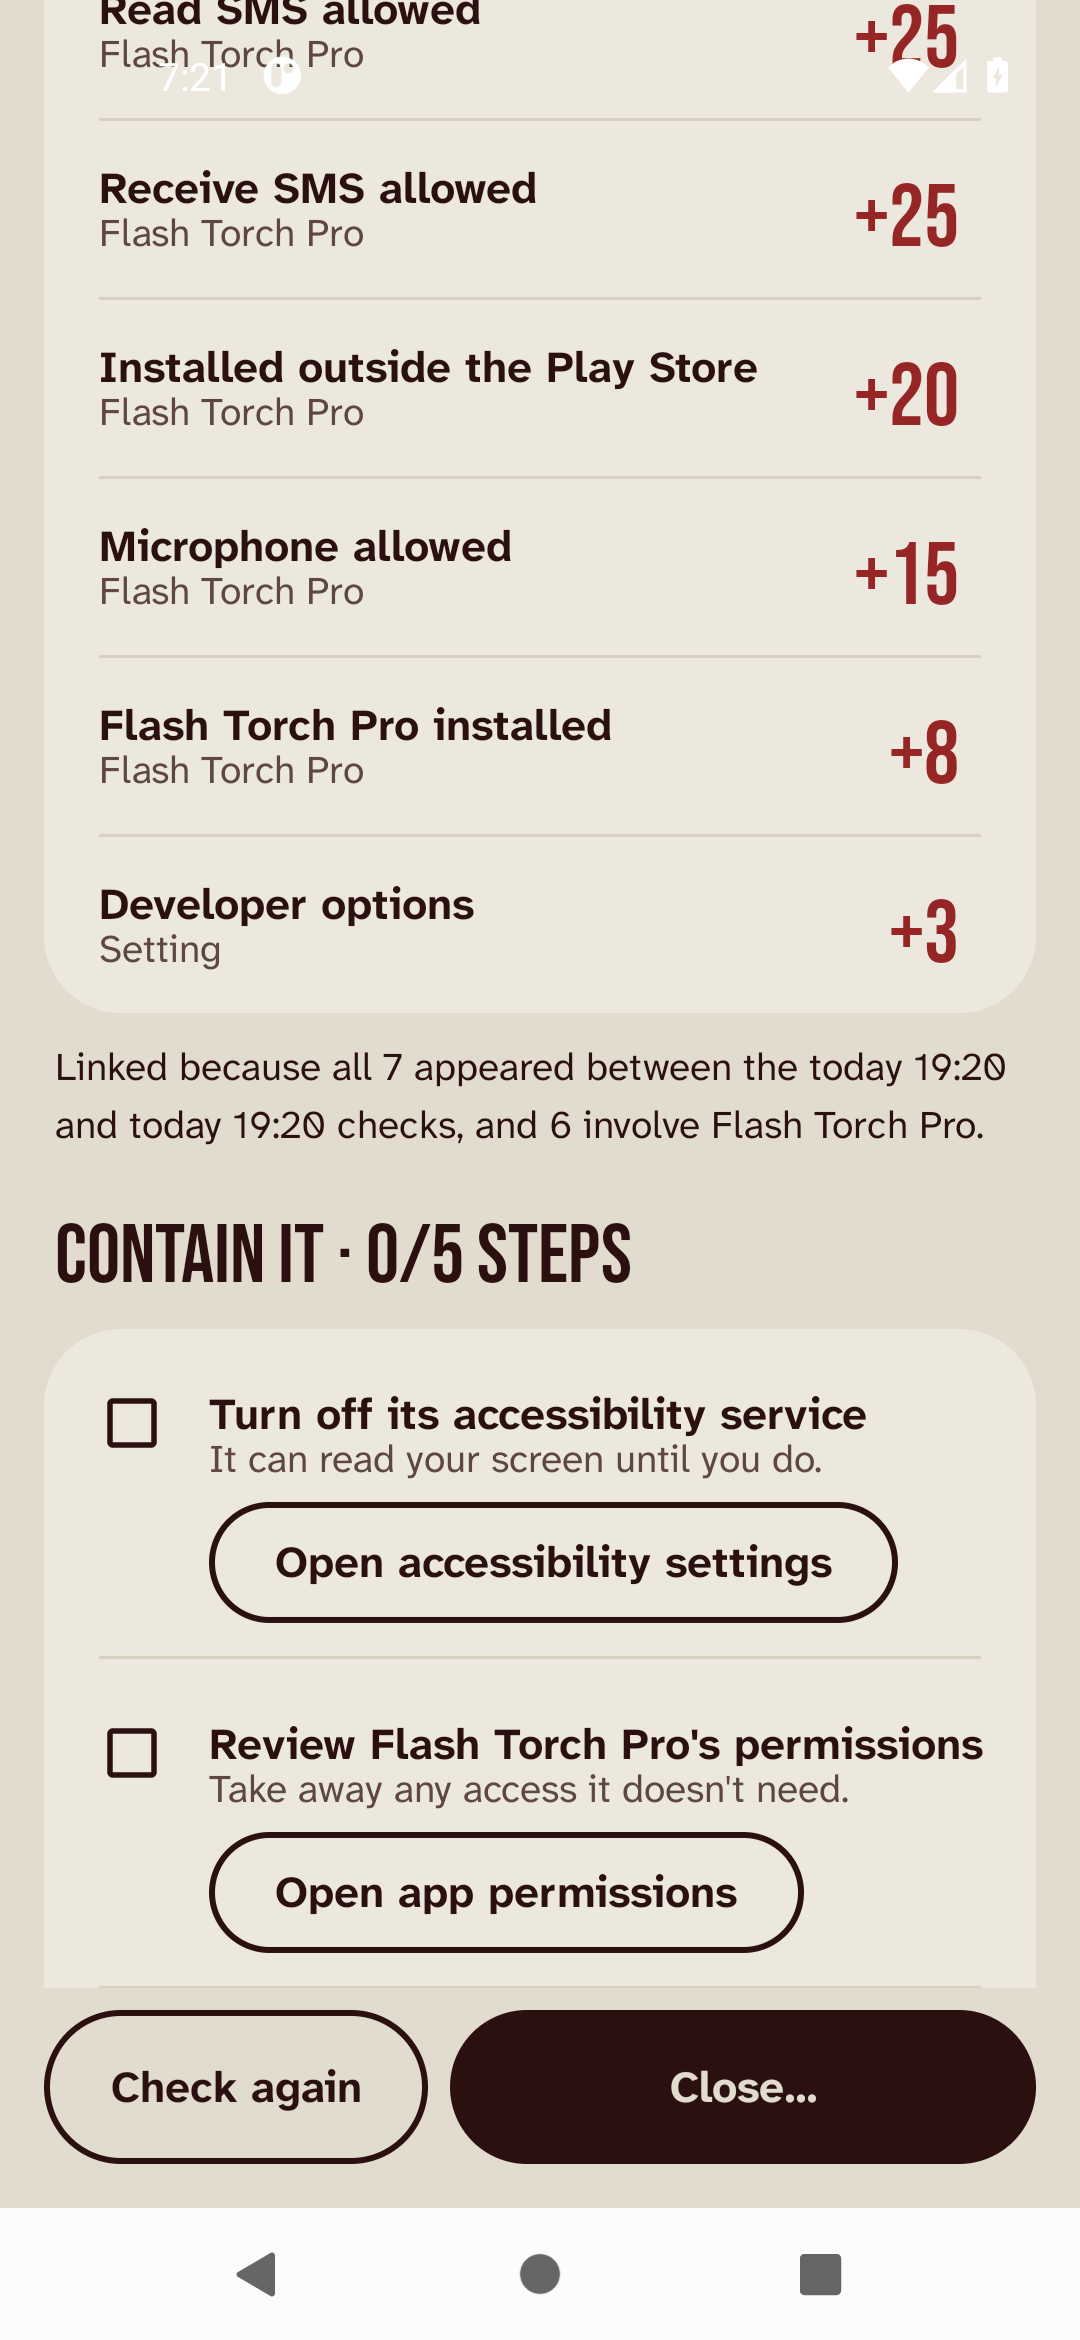 Read SMS allowed
Flash Torch Pro
+25
7:21
Receive SMS allowed
Flash Torch Pro
+25
Installed outside the Play Store
Flash Torch Pro
+20
Microphone allowed
Flash Torch Pro
+15
Flash Torch Pro installed
Flash Torch Pro
+8
Developer options
Setting
+3
Linked because all 7 appeared between the today 19:20
and today 19:20 checks, and 6 involve Flash Torch Pro.
CONTAIN IT · 0/5 STEPS
Turn off its accessibility service
It can read your screen until you do.
Open accessibility settings
Review Flash Torch Pro's permissions
Take away any access it doesn't need.
Open app permissions
Check again
Close...